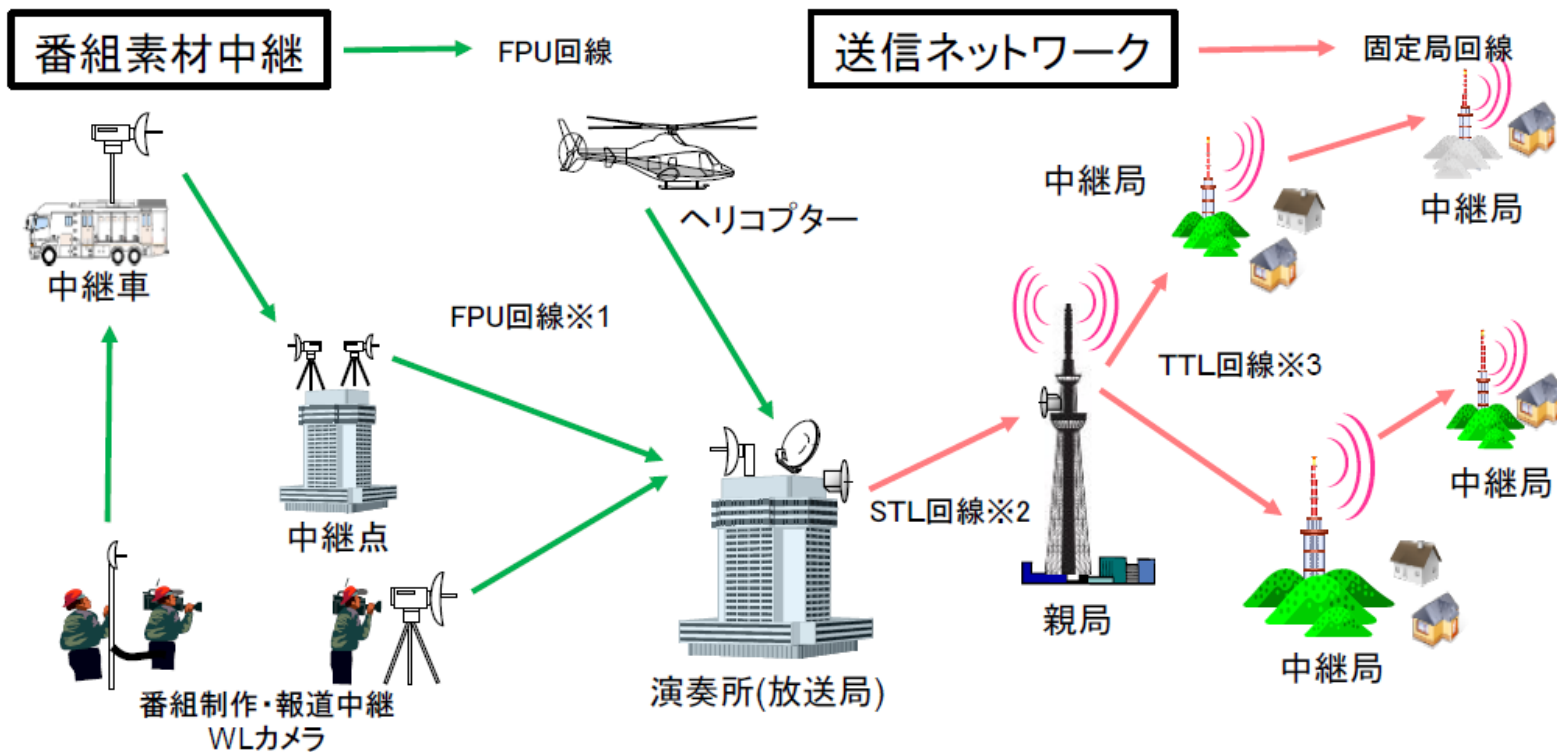 番組素材中継
FPU回線
送信ネットワーク
固定局回線
中継局
中継局
ヘリコプター
中継車
FPU回線※1
TTL回線※3
中継局
STL回線※2
中継点
親局
中継局
演奏所(放送局)
番組制作・報道中継
WLカメラ